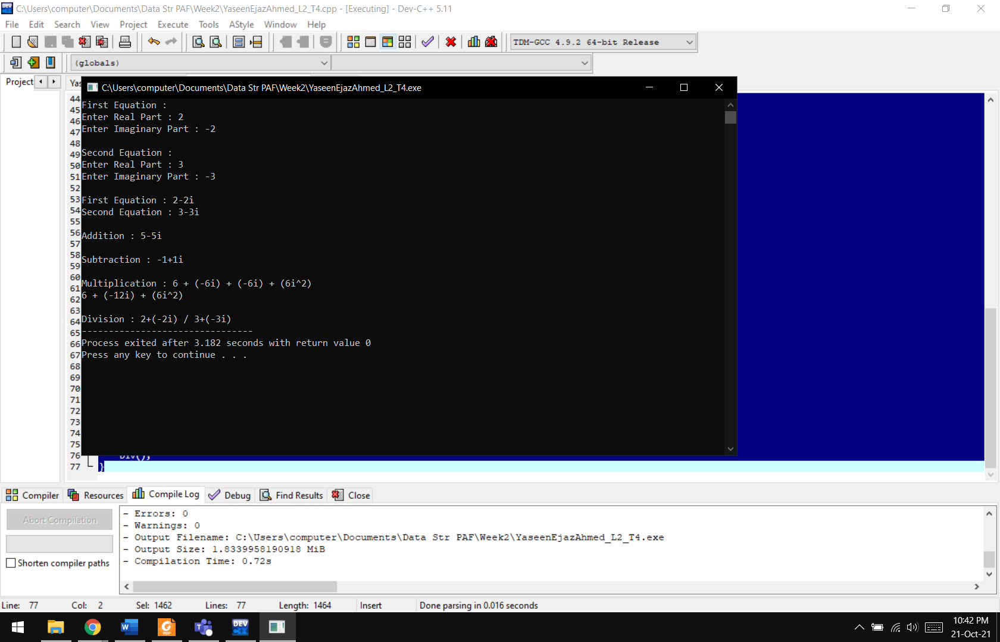 C:\Users\computer\Documents\Data Str PAF\Week2\YaseenEjazAhmed_L2_T4.cpp - [Executing] - Dev-C++ 5.11
File Edit Search View Project Execute Tools AStyle Window Help
TDM-GCC 4.9.2 64-bit Release
(globals)
Project
C:\Users\computer\Documents\Data Str PAF\Week2\YaseenEjazAhmed_L2_T4.exe
44
45
46
47
48
49
50
51
52
53
54
55
56
57
58
59
60
61
62
63
64
65
66
67
68
69
70
71
72
73
74
75
76
77 }
First Equation :
Enter Real Part : 2
Enter Imaginary Part : -2
Second Equation :
Enter Real Part : 3
Enter Imaginary Part : -3
First Equation : 2-2i
Second Equation : 3-3i
Addition : 5-5i
Subtraction : -1+1i
Multiplication : 6 + (-6i) + (-6i) + (6i^2)
6 + (-12i) + (6i^2)
Division : 2+(-2i) / 3+(-3i)
--------------------------------
Process exited after 3.182 seconds with return value 0
Press any key to continue . . .
Compiler Resources Compile Log Debug Find Results Close
Abort Compilation
Shorten compiler paths
- Errors: 0
- Warnings: 0
- Output Filename: C:\Users\computer\Documents\Data Str PAF\Week2\YaseenEjazAhmed_L2_T4.exe
- Output Size: 1.8339958190918 MiB
- Compilation Time: 0.72s
Line: 77 Col: 2 Sel: 1462 Lines: 77 Length: 1464 Insert Done parsing in 0.016 seconds
10:42 PM
21-Oct-21